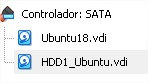 Controlador: SATA
Ubuntu18.vdi
HDD1_Ubuntu.vdi